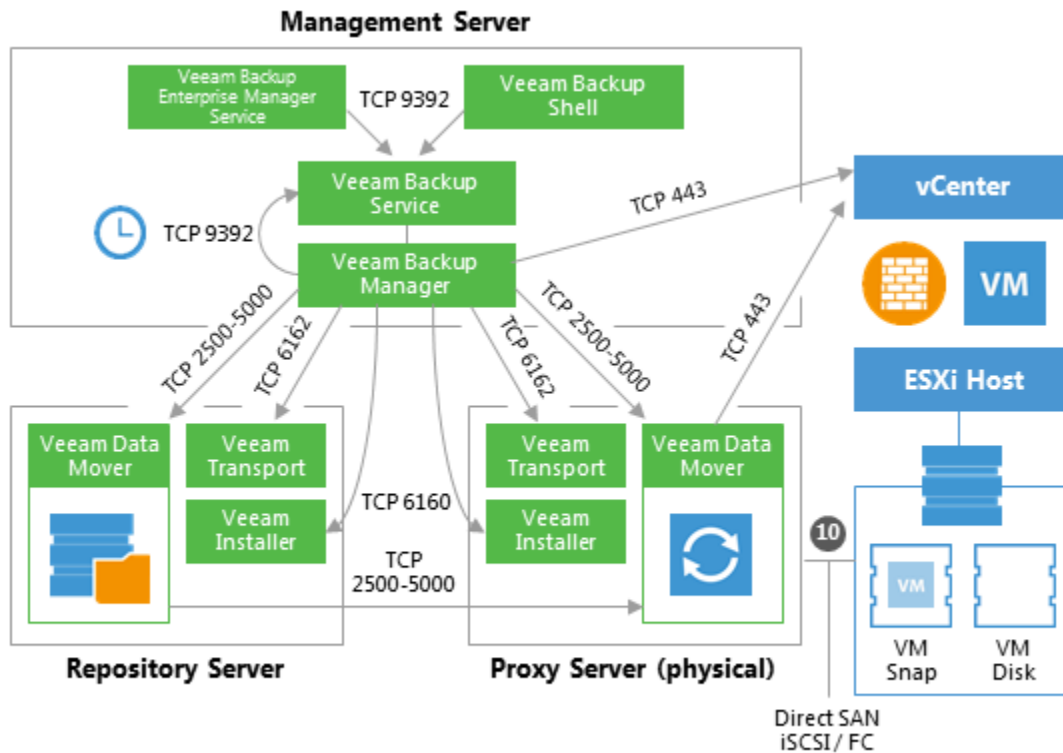 Management Server
Veeam Backup
Enterprise Manager
Service
TCP 9392
Veeam Backup
Shell
Veeam Backup
Service
TCP 9392
Veeam Backup
Manager
TCP 443
vCenter
VM
TCP 2500-5000
TCP 6162
TCP 6162
TCP 2500-5000
TCP 443
ESXi Host
Veeam Data
Mover
Veeam
Transport
Veeam
Installer
TCP 6160
TCP
2500-5000
Veeam
Transport
Veeam
Installer
Veeam Data
Mover
10
VM
VM
Snap
VM
Disk
Repository Server
Proxy Server (physical)
Direct SAN
iSCSI / FC